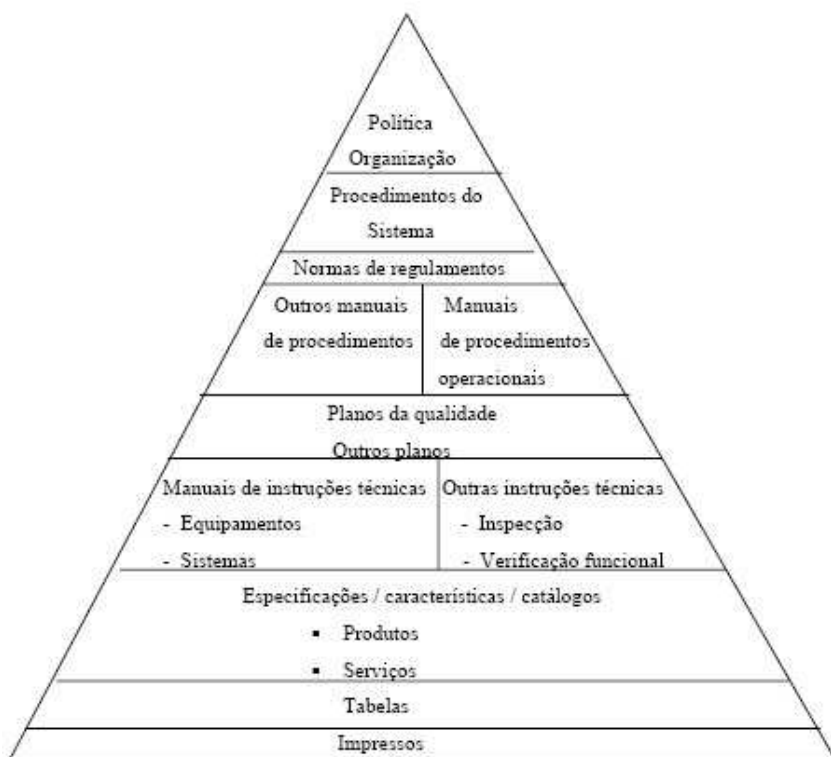 Política
Organização
Procedimentos do
Sistema
Normas de regulamentos
Outros manuais
de procedimentos
Manuais
de procedimentos
operacionais
Planos da qualidade
Outros planos
Manuais de instruções técnicas
- Equipamentos
- Sistemas
Outras instruções técnicas
- Inspecção
- Verificação funcional
Especificações / características / catálogos
▪ Produtos
▪ Serviços
Tabelas
Impressos